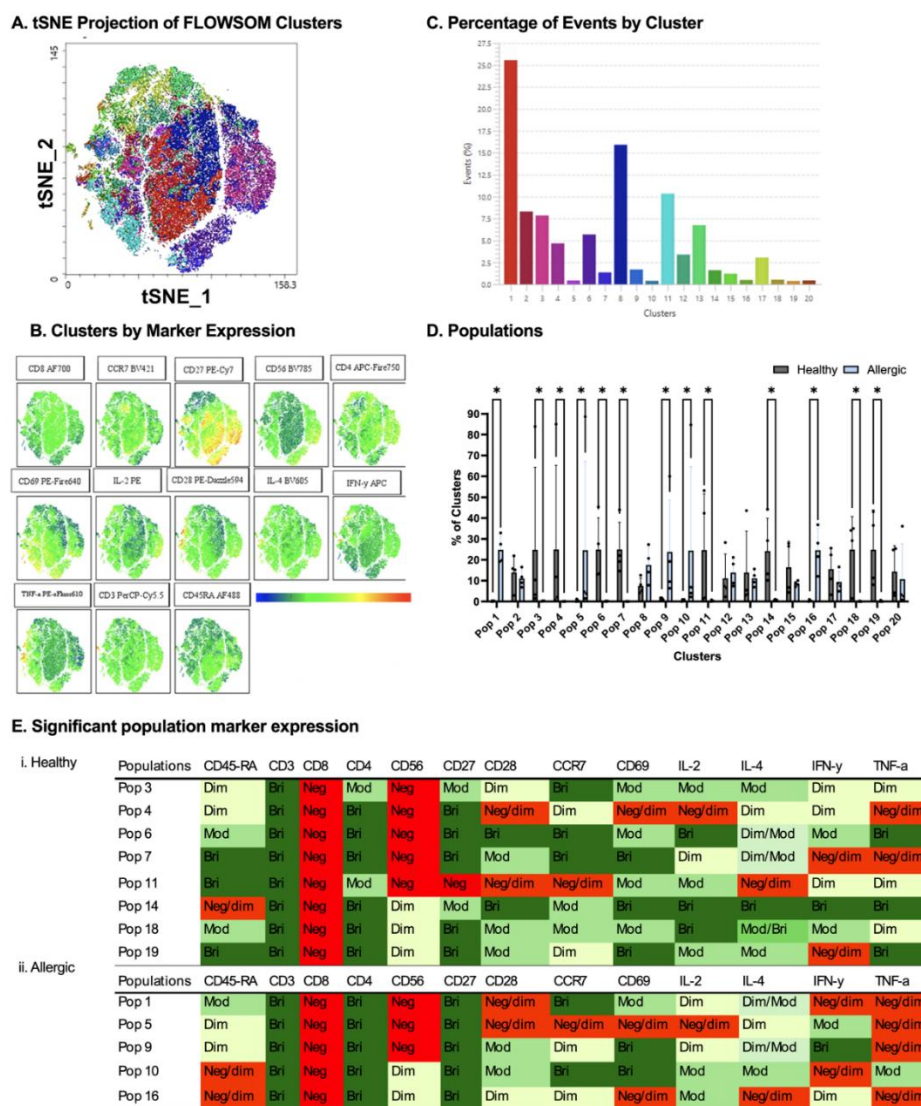 A. tSNE Projection of FLOWSOM Clusters
145
tSNE_2
0
0
158.3
tSNE_1
B. Clusters by Marker Expression
CD8 AF700 CCR7 BV421 CD27 PE-Cy7 CD56 BV785 CD4 APC-Fire750
CD69 PE-Fire640 IL-2 PE CD28 PE-Dazzle594 IL-4 BV605 IFN-y APC
CD3 PerCP-Cy5.5 CD45RA AF488
C. Percentage of Events by Cluster
27.5
25.0
22.5
20.0
17.5
15.0
12.5
10.0
7.5
5.0
2.5
0.0
Events (%)
1 2 3 4 5 6 7 8 9 10 11 12 13 14 15 16 17 18 19 20
Clusters
D. Populations
Healthy Allergic
* * * * * * * * * * * * *
90
80
70
60
50
40
30
20
10
0
% of Clusters
Pop 1 Pop 2 Pop 3 Pop 4 Pop 5 Pop 6 Pop 7 Pop 8 Pop 9 Pop 10 Pop 11 Pop 12 Pop 13 Pop 14 Pop 15 Pop 16 Pop 17 Pop 18 Pop 19 Pop 20
Clusters
E. Significant population marker expression
i. Healthy
Populations CD45-RA CD3 CD8 CD4 CD56 CD27 CD28 CCR7 CD69 IL-2 IL-4 IFN-y TNF-a
Pop 3 Dim Bri Neg Mod Neg Mod Dim Bri Mod Mod Mod Dim Dim
Pop 4 Dim Bri Neg Bri Neg Bri Neg/dim Dim Neg/dim Neg/dim Dim Dim Neg/dim
Pop 6 Mod Bri Neg Bri Neg Bri Bri Bri Mod Bri Dim/Mod Mod Bri
Pop 7 Bri Bri Neg Bri Neg Bri Mod Bri Bri Dim Dim/Mod Neg/dim Neg/dim
Pop 11 Bri Bri Neg Mod Neg Neg Neg/dim Neg/dim Mod Mod Neg/dim Dim Dim
Pop 14 Neg/dim Bri Neg Bri Dim Mod Bri Mod Bri Bri Bri Bri Bri
Pop 18 Mod Bri Neg Bri Dim Bri Mod Mod Mod Bri Mod/Bri Mod Dim
Pop 19 Bri Bri Neg Bri Dim Bri Mod Dim Bri Mod Mod Neg/dim Bri
ii. Allergic
Populations CD45-RA CD3 CD8 CD4 CD56 CD27 CD28 CCR7 CD69 IL-2 IL-4 IFN-y TNF-a
Pop 1 Mod Bri Neg Bri Neg Bri Neg/dim Bri Mod Dim Dim/Mod Neg/dim Neg/dim
Pop 5 Dim Bri Neg Bri Neg Bri Neg/dim Neg/dim Neg/dim Neg/dim Dim Mod Neg/dim
Pop 9 Dim Bri Neg Bri Neg Bri Mod Dim Bri Dim Dim/Mod Bri Neg/dim
Pop 10 Neg/dim Bri Neg Bri Dim Bri Mod Bri Bri Mod Mod Neg/dim Mod
Pop 16 Neg/dim Bri Neg Bri Dim Bri Dim Dim Neg/dim Mod Neg/dim Dim Neg/dim